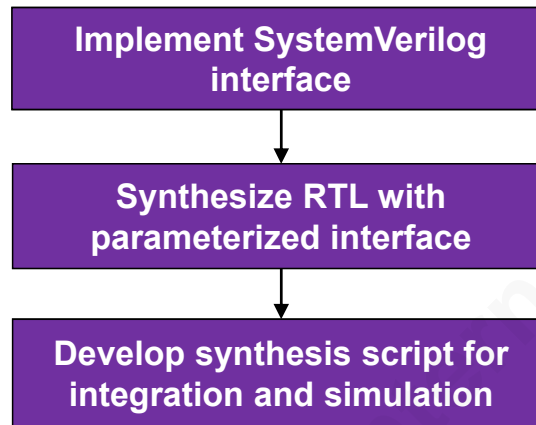 Implement SystemVerilog
interface
Synthesize RTL with
parameterized interface
Develop synthesis script for
integration and simulation